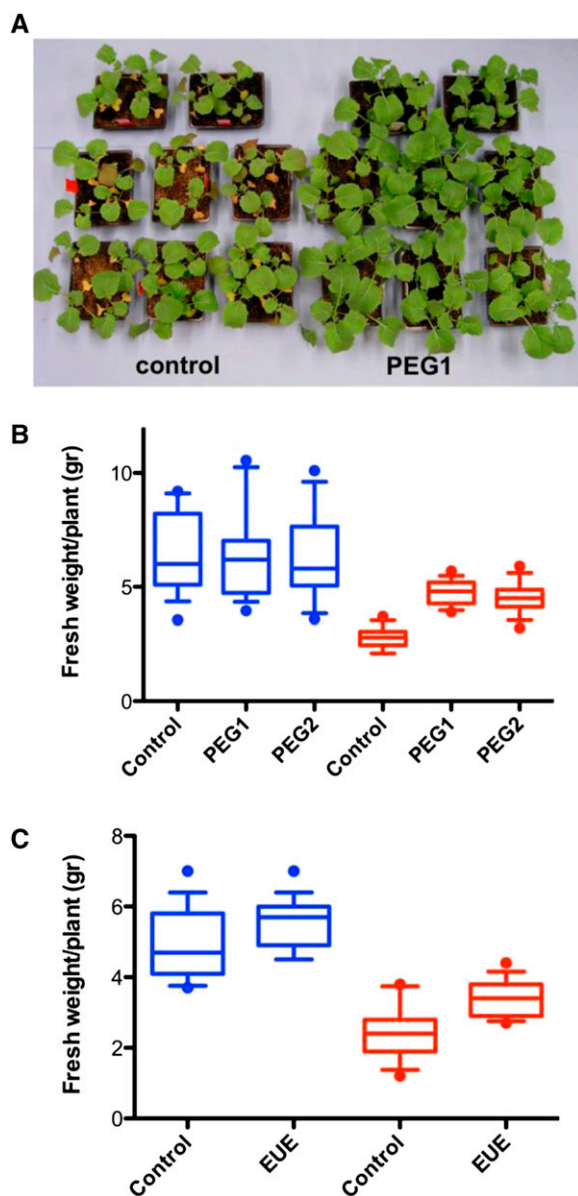 A
control PEG1
B
Fresh weight/plant (gr)
10
5
0
Control PEG1 PEG2 Control PEG1 PEG2
C
Fresh weight/plant (gr)
8
6
4
2
0
Control EUE Control EUE